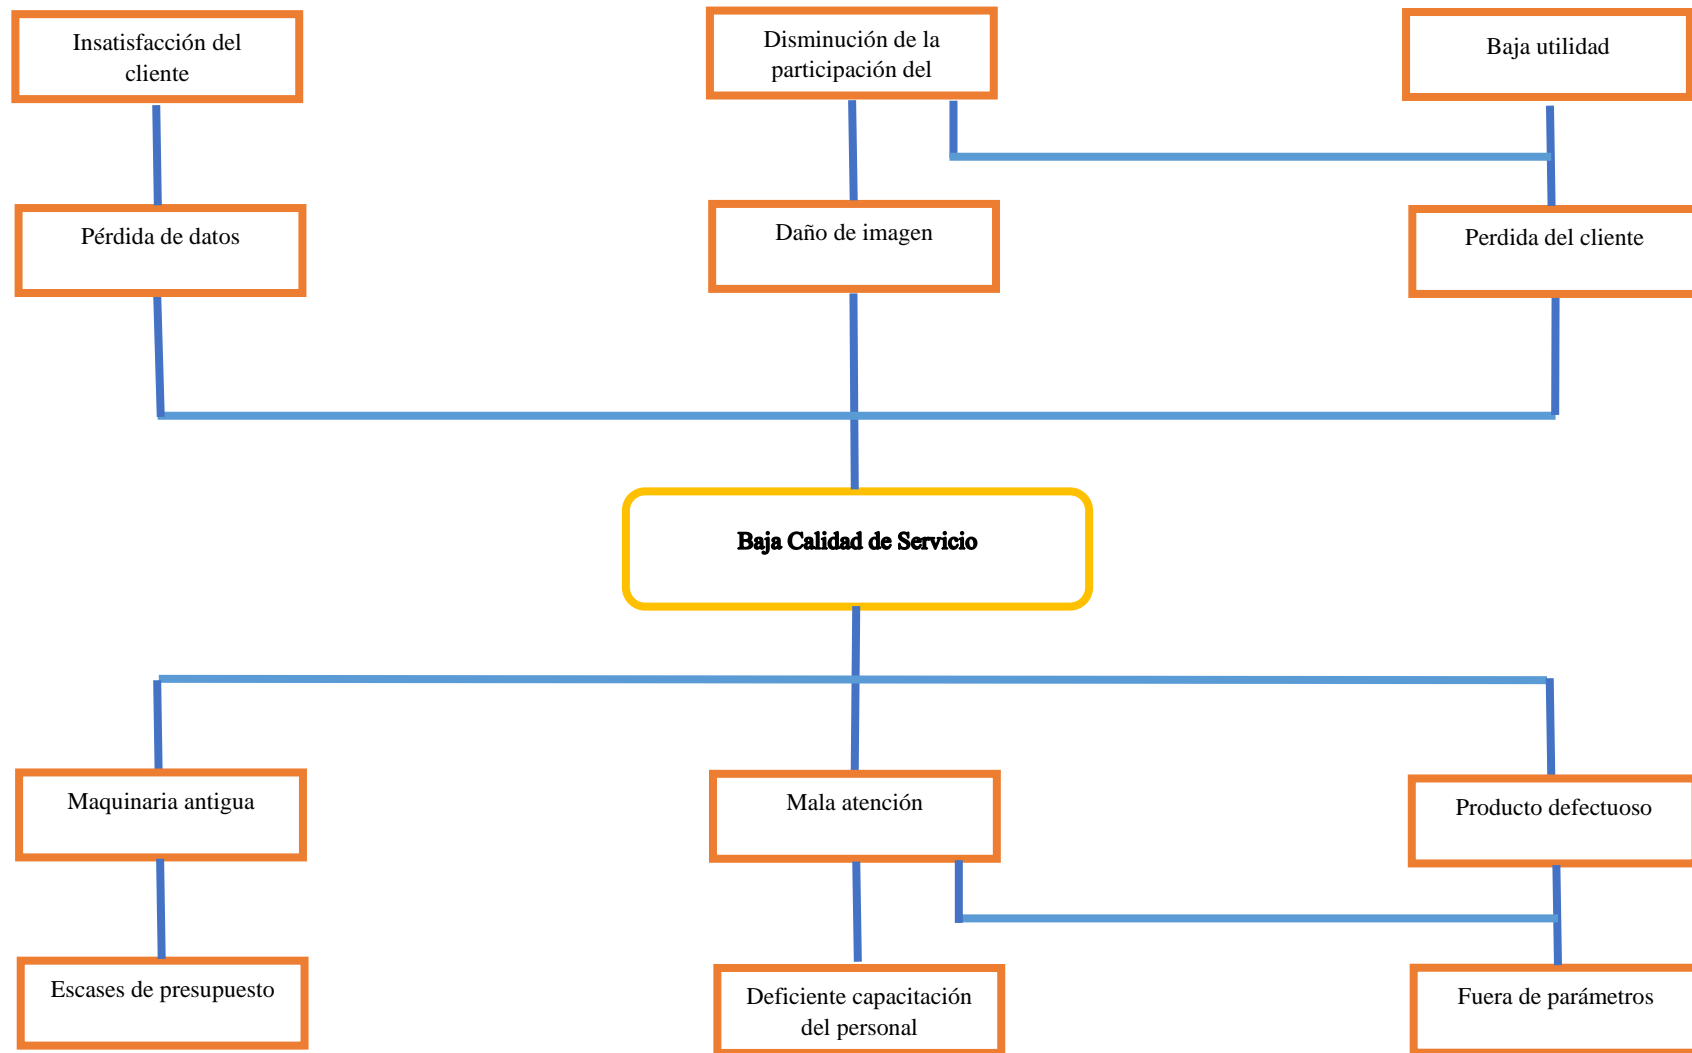 Insatisfacción del
cliente
Disminución de la
participación del
Baja utilidad
Pérdida de datos
Daño de imagen
Perdida del cliente
Baja Calidad de Servicio
Maquinaria antigua
Mala atención
Producto defectuoso
Escases de presupuesto
Deficiente capacitación
del personal
Fuera de parámetros